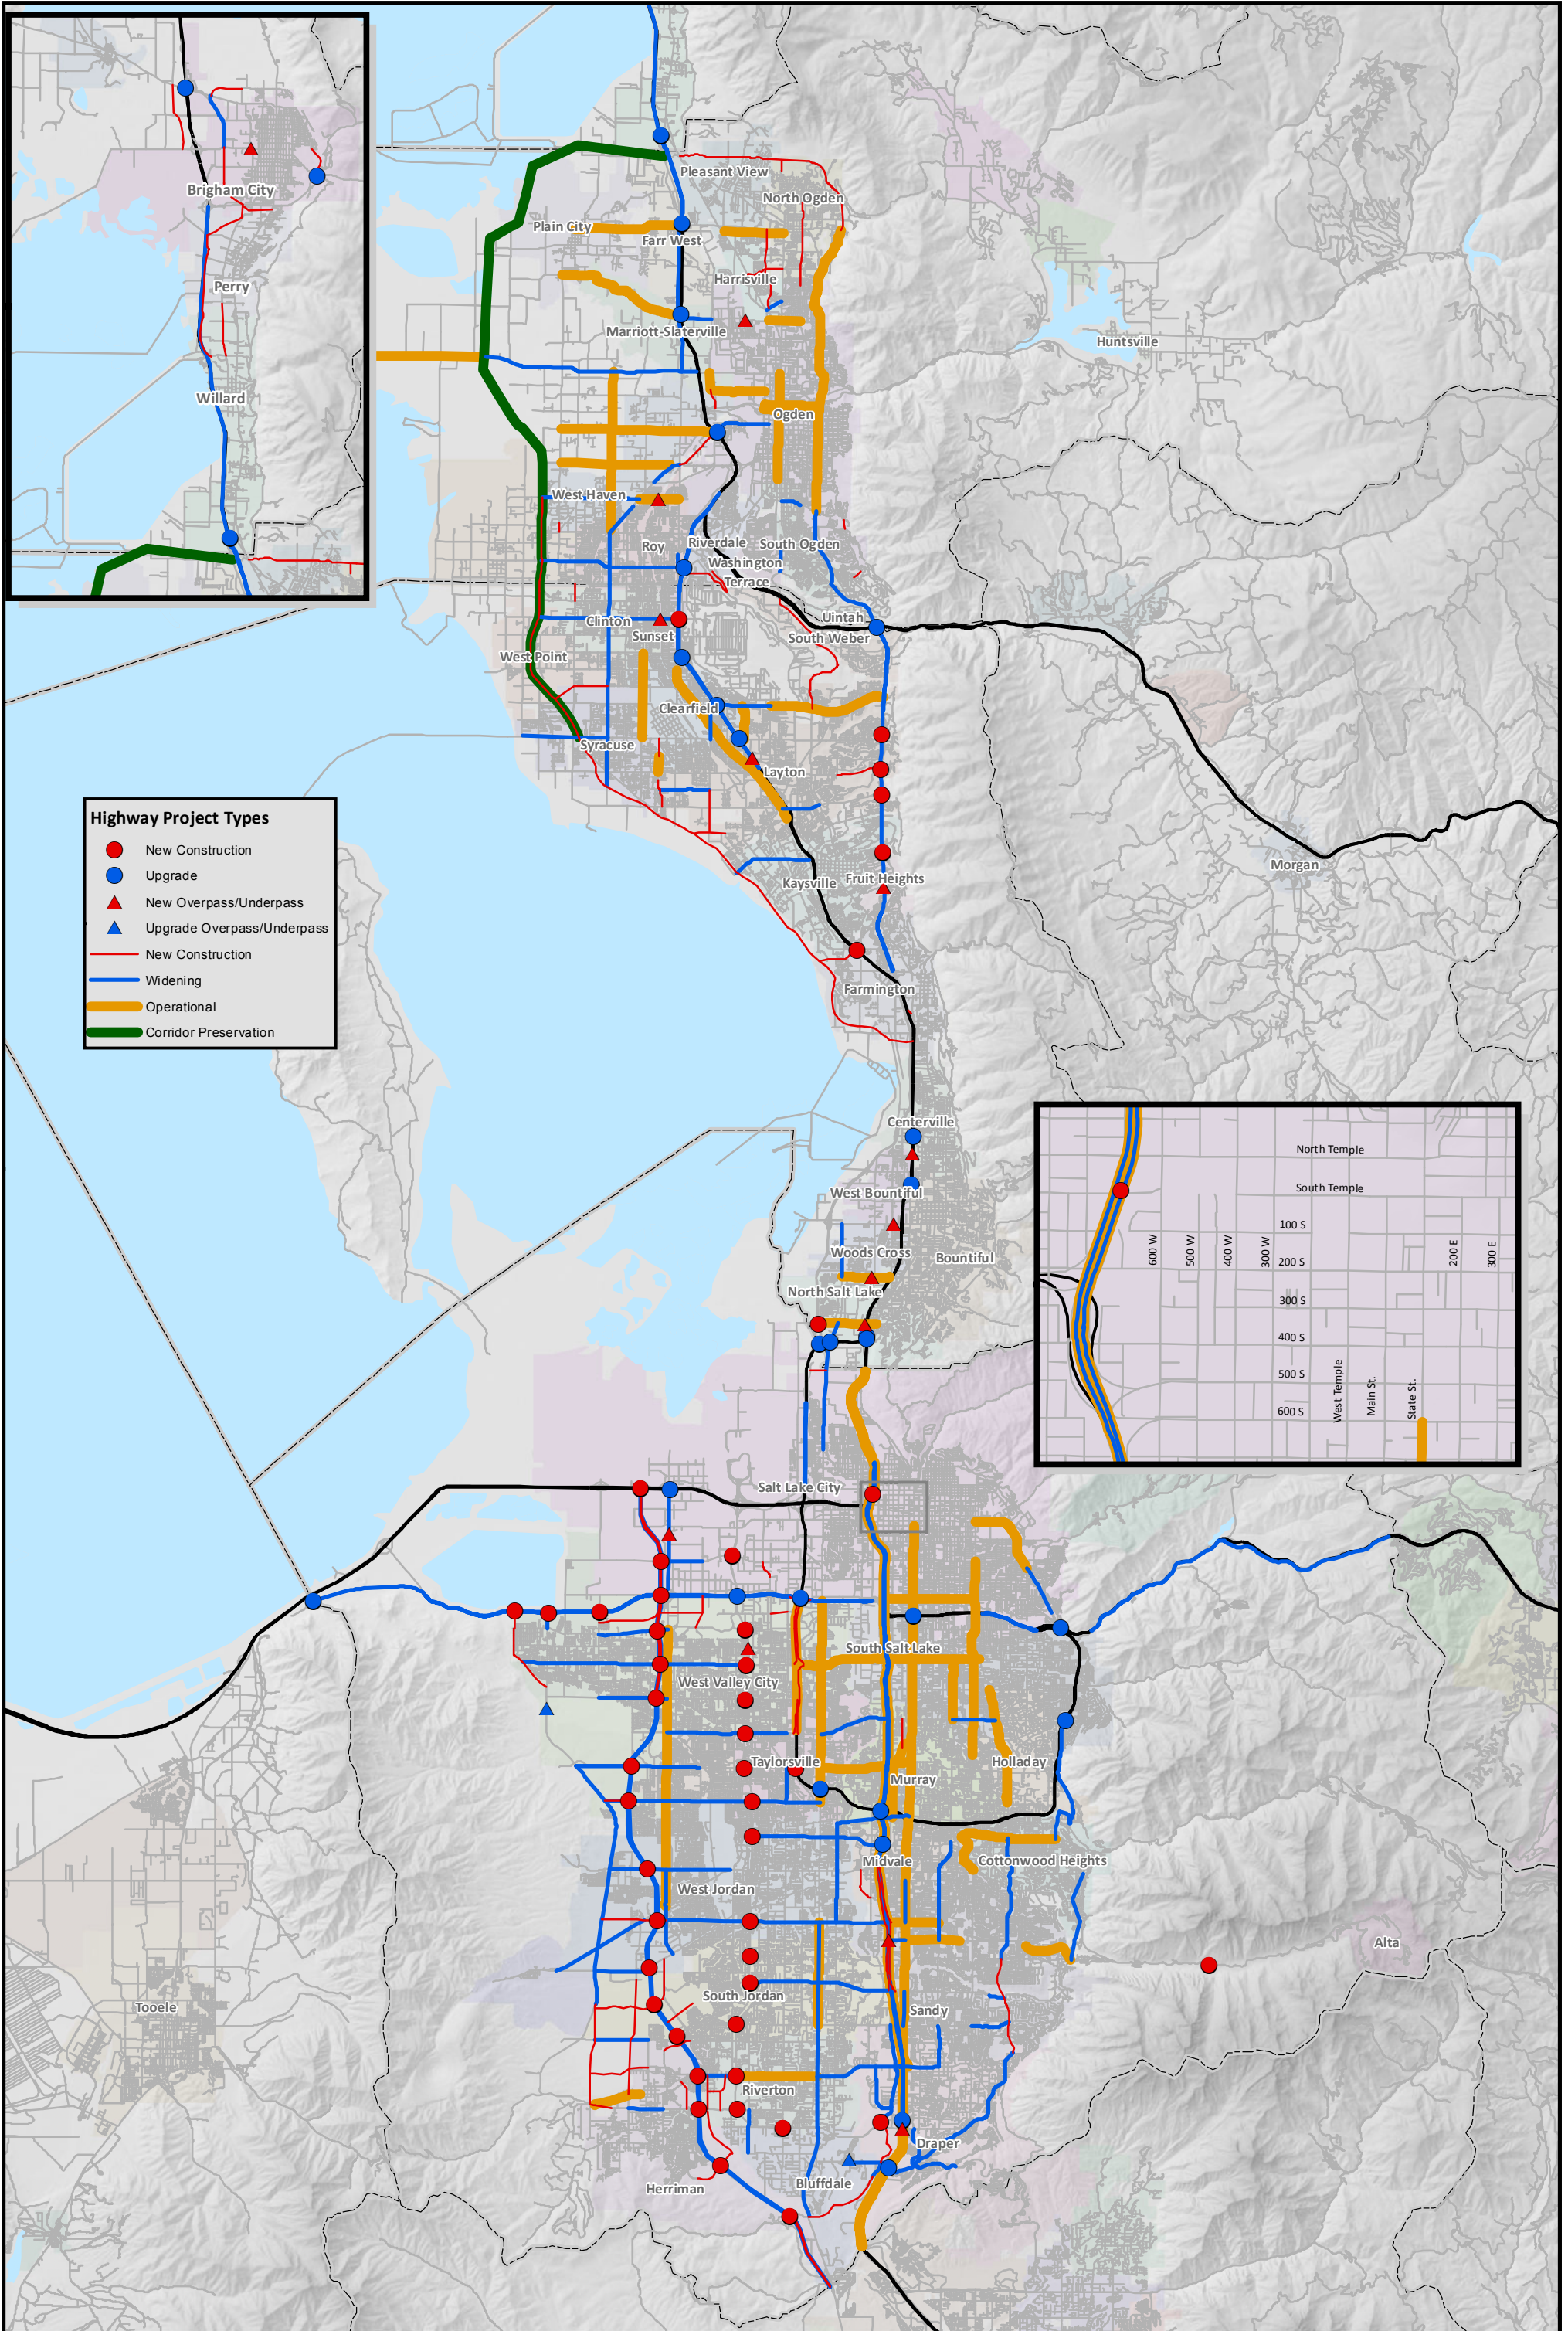 Brigham City
Perry
Willard
Pleasant View
North Ogden
Plain City
Farr West
Harrisville
Marriott-Slaterville
Huntsville
Ogden
West Haven
Roy
Riverdale
South Ogden
Washington
Terrace
Uintah
Clinton
Sunset
South Weber
West Point
Clearfield
Syracuse
Layton
Highway Project Types
New Construction
Upgrade
New Overpass/Underpass
Upgrade Overpass/Underpass
New Construction
Widening
Operational
Corridor Preservation
Morgan
Kaysville
Fruit Heights
Farmington
Centerville
West Bountiful
Woods Cross
Bountiful
North Salt Lake
North Temple
South Temple
100 S
200 S
300 S
400 S
500 S
600 S
600 W
500 W
400 W
300 W
200 E
300 E
West Temple
Main St.
State St.
Salt Lake City
South Salt Lake
West Valley City
Taylorsville
Holladay
Murray
Midvale
Cottonwood Heights
West Jordan
Alta
South Jordan
Sandy
Tooele
Riverton
Draper
Bluffdale
Herriman